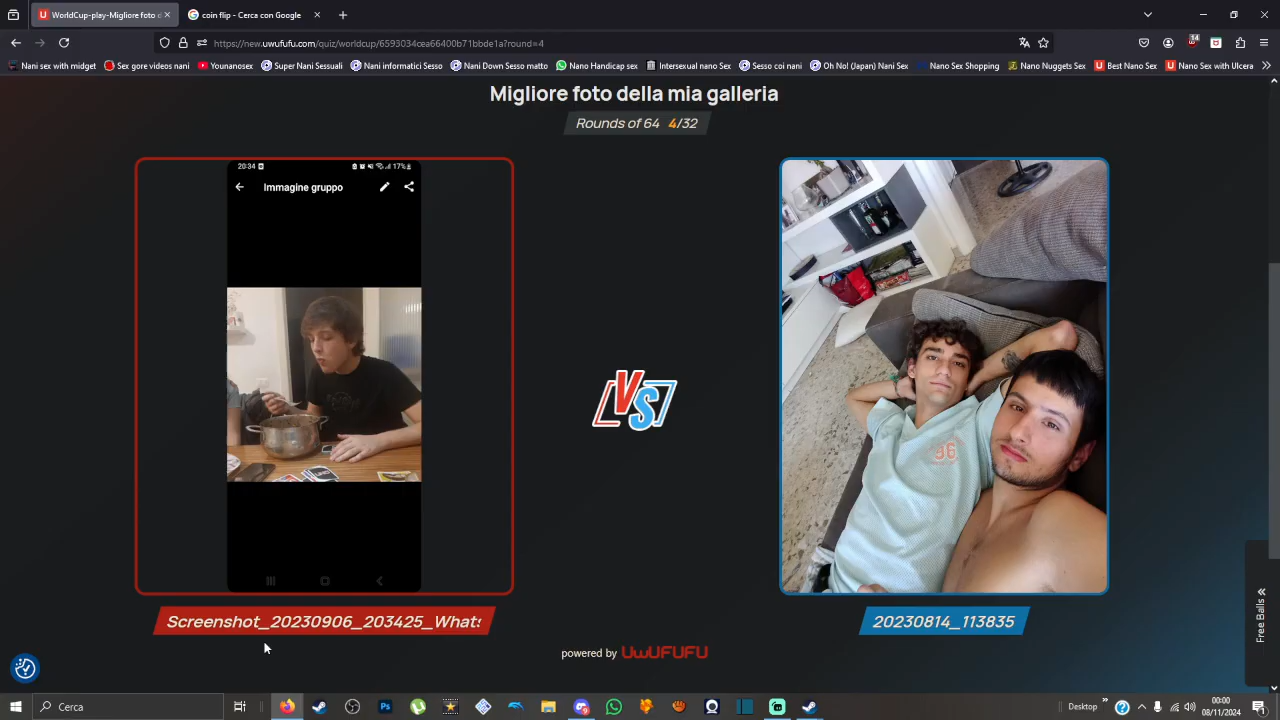 WorldCup-play-Migliore foto d
coin flip - Cerca con Google
https://new.uwufufu.com/quiz/worldcup/6593034cea66400b71bbde1a?round=4
Nani sex with midget
Sex gore videos nani
Younanosex
Super Nani Sessuali
Nani informatici Sesso
Nani Down Sesso matto
Nano Handicap sex
Intersexual nano Sex
Sesso coi nani
Oh No! (Japan) Nani Sex
Nano Sex Shopping
Nano Nuggets Sex
Best Nano Sex
Nano Sex with Ulcera
Migliore foto della mia galleria
Rounds of 64 4/32
20:34
17%
Immagine gruppo
VS
36
Screenshot_20230906_203425_What
20230814_113835
powered by UwUFUFU
Free Balls
Cerca
Desktop
00:00
08/11/2024